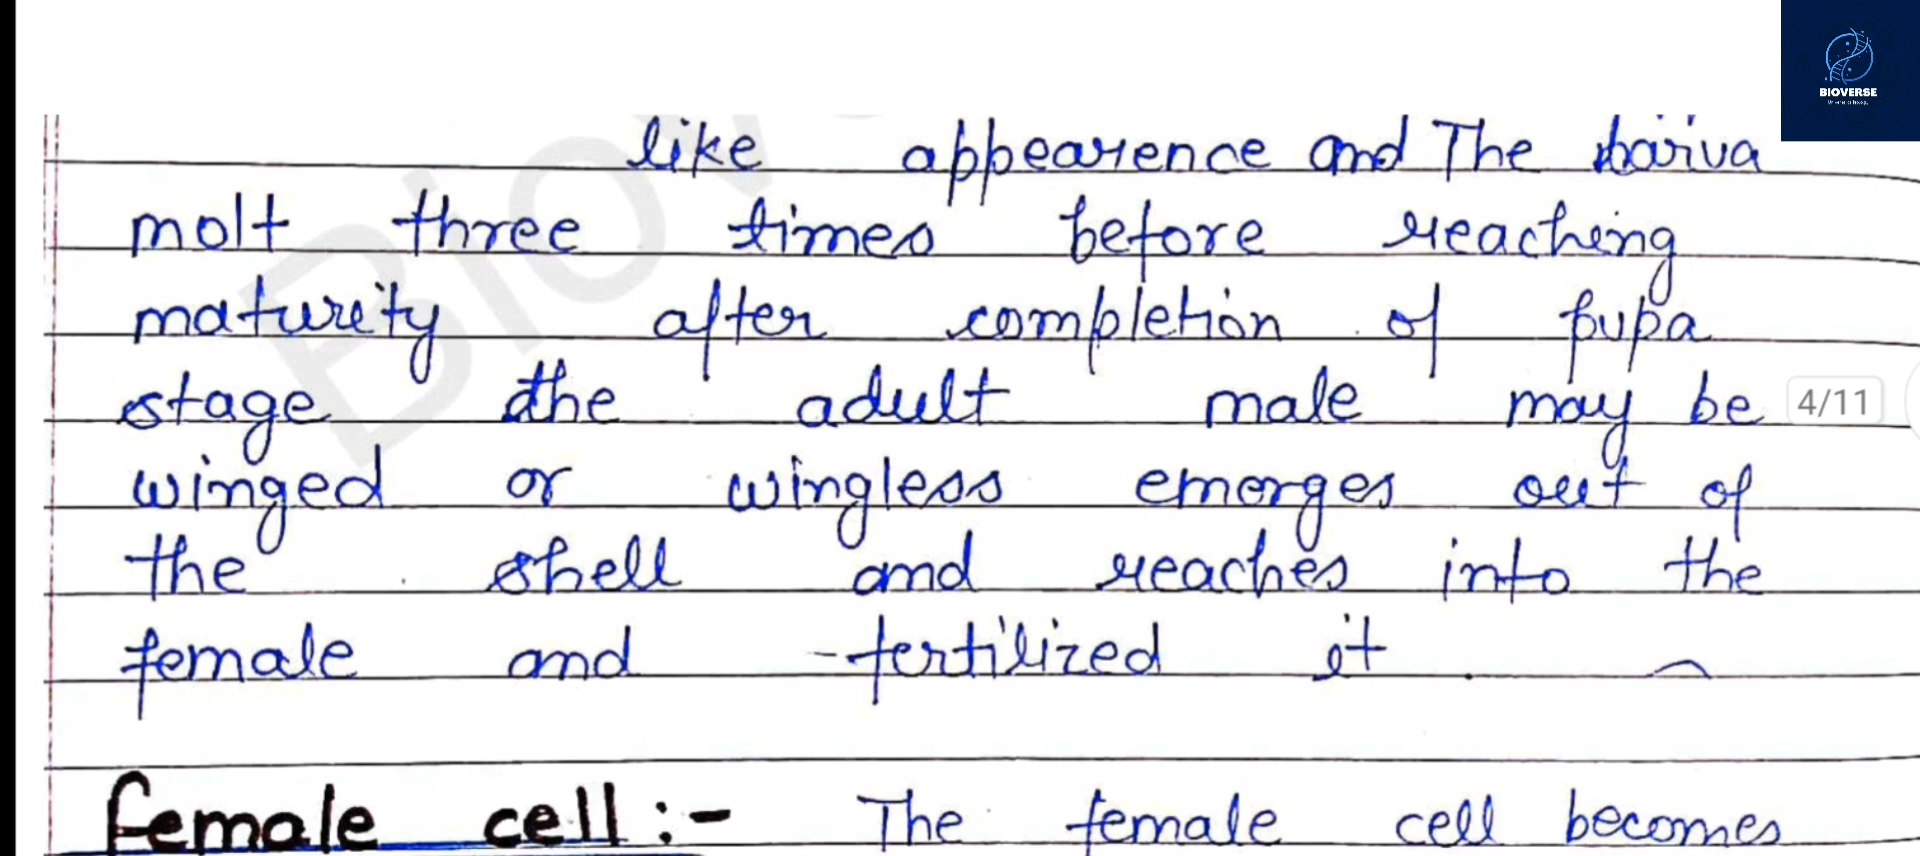 BIOVERSE
like appearence and The larva
molt three times before reaching
maturity after completion of pupa
stage the adult male may be
4/11
winged or wingless emerges out of
the shell and reaches into the
female and fertilized it .
female cell :- The female cell becomes